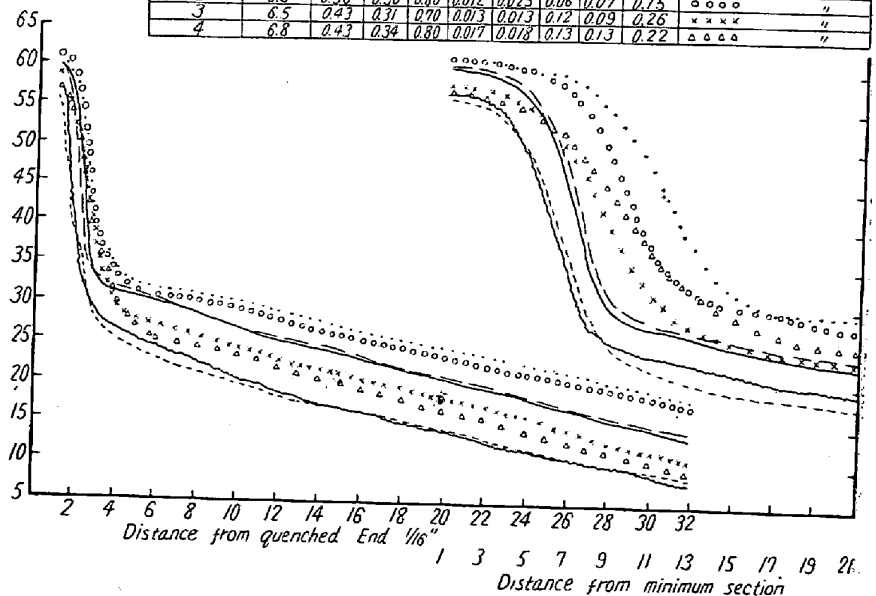 3 6.5 0.43 0.31 0.70 0.013 0.013 0.12 0.09 0.26 ○○○○ "
4 6.8 0.43 0.34 0.80 0.017 0.018 0.13 0.13 0.22 △△△△ "
65
60
55
50
45
40
35
30
25
20
15
10
5
2 4 6 10 12 14 16 18 20 22 24 26 28 30 32
Distance from quenched End 1/16"
1 3 5 7 9 11 13 15 17 19 21
Distance from minimum section